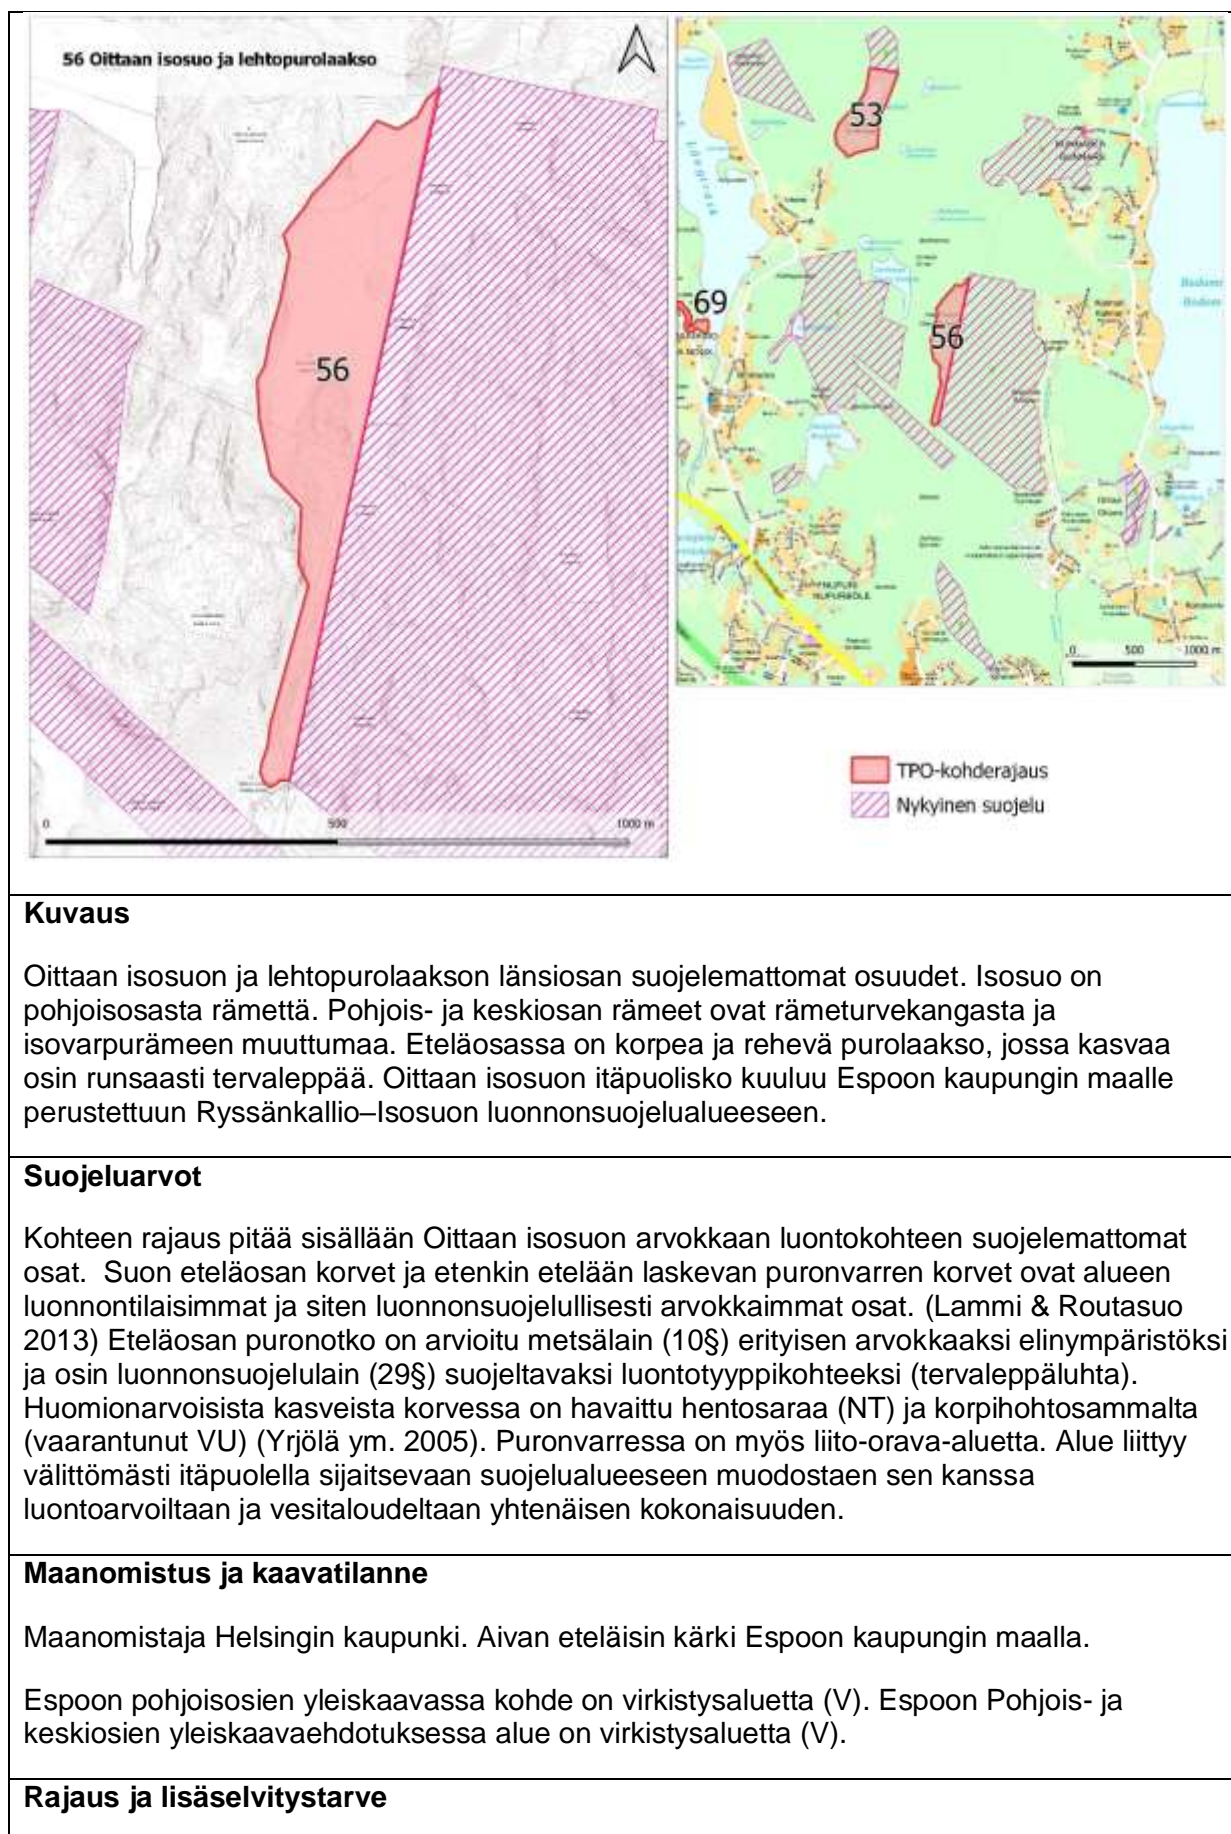 56 Oittaan isosuo ja lehtopurolaakso
56
0
500
1000 m
53
69
56
0
500
1000 m
TPO-kohderajaus
Nykyinen suojelu
Kuvaus
Oittaan isosuon ja lehtopurolaakson länsiosan suojelemattomat osuudet. Isosuo on
pohjoisosasta rämettä. Pohjois- ja keskiosan rämeet ovat rämeturvekangasta ja
isovarpurämeen muuttumaa. Eteläosassa on korpea ja rehevä purolaakso, jossa kasvaa
osin runsaasti tervaleppää. Oittaan isosuon itäpuolisko kuuluu Espoon kaupungin maalle
perustettuun Ryssänkallio–Isosuon luonnonsuojelualueeseen.
Suojeluarvot
Kohteen rajaus pitää sisällään Oittaan isosuon arvokkaan luontokohteen suojelemattomat
osat. Suon eteläosan korvet ja etenkin etelään laskevan puronvarren korvet ovat alueen
luonnontilaisimmat ja siten luonnonsuojelullisesti arvokkaimmat osat. (Lammi & Routasuo
2013) Eteläosan puronotko on arvioitu metsälain (10§) erityisen arvokkaaksi elinympäristöksi
ja osin luonnonsuojelulain (29§) suojeltavaksi luontotyyppikohteeksi (tervaleppäluhta).
Huomionarvoisista kasveista korvessa on havaittu hentosaraa (NT) ja korpihohtosammalta
(vaarantunut VU) (Yrjölä ym. 2005). Puronvarressa on myös liito-orava-aluetta. Alue liittyy
välittömästi itäpuolella sijaitsevaan suojelualueeseen muodostaen sen kanssa
luontoarvoiltaan ja vesitaloudeltaan yhtenäisen kokonaisuuden.
Maanomistus ja kaavatilanne
Maanomistaja Helsingin kaupunki. Aivan eteläisin kärki Espoon kaupungin maalla.
Espoon pohjoisosien yleiskaavassa kohde on virkistysaluetta (V). Espoon Pohjois- ja
keskiosien yleiskaavaehdotuksessa alue on virkistysaluetta (V).
Rajaus ja lisäselvitystarve